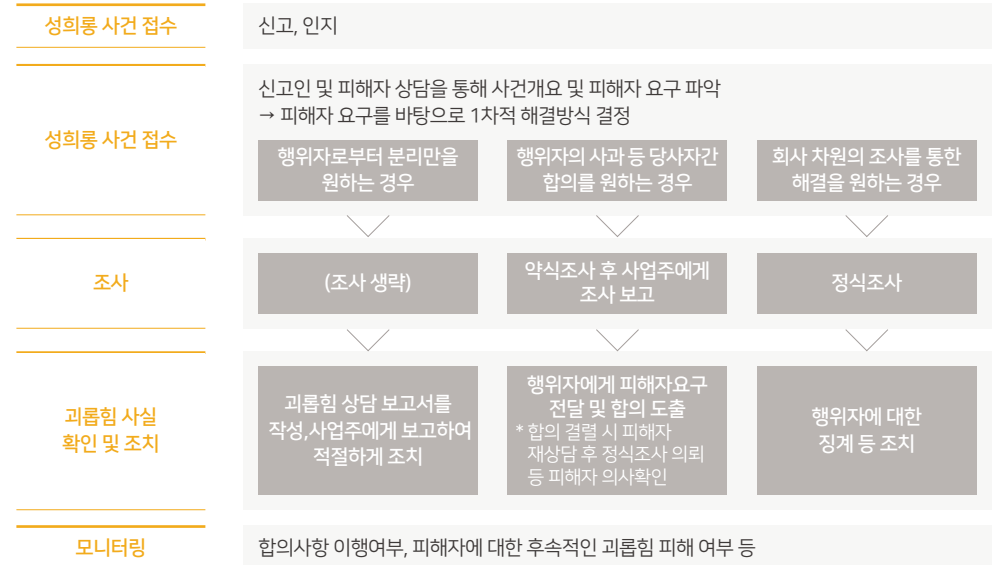 성희롱 사건 접수
신고, 인지
성희롱 사건 접수
신고인 및 피해자 상담을 통해 사건개요 및 피해자 요구 파악
→ 피해자 요구를 바탕으로 1차적 해결방식 결정
행위자로부터 분리만을
원하는 경우
행위자의 사과 등 당사자간
합의를 원하는 경우
회사 차원의 조사를 통한
해결을 원하는 경우
조사
(조사 생략)
약식조사 후 사업주에게
조사 보고
정식조사
괴롭힘 사실
확인 및 조치
괴롭힘 상담 보고서를
작성,사업주에게 보고하여
적절하게 조치
행위자에게 피해자요구
전달 및 합의 도출
* 합의 결렬 시 피해자
재상담 후 정식조사 의뢰
등 피해자 의사확인
행위자에 대한
징계 등 조치
모니터링
합의사항 이행여부, 피해자에 대한 후속적인 괴롭힘 피해 여부 등